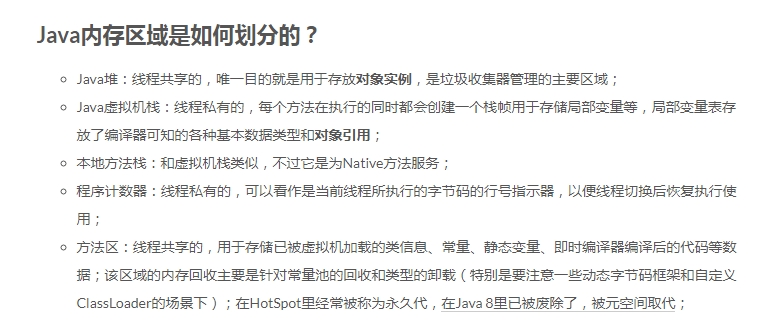 Java内存区域是如何划分的？
Java堆：线程共享的，唯一目的就是用于存放对象实例，是垃圾收集器管理的主要区域；
Java虚拟机栈：线程私有的，每个方法在执行的同时都会创建一个栈帧用于存储局部变量等，局部变量表存
放了编译器可知的各种基本数据类型和对象引用；
本地方法栈：和虚拟机栈类似，不过它是为Native方法服务；
程序计数器：线程私有的，可以看作是当前线程所执行的字节码的行号指示器，以便线程切换后恢复执行使
用；
方法区：线程共享的，用于存储已被虚拟机加载的类信息、常量、静态变量、即时编译器编译后的代码等数
据；该区域的内存回收主要是针对常量池的回收和类型的卸载（特别是要注意一些动态字节码框架和自定义
ClassLoader的场景下）；在HotSpot里经常被称为永久代，在Java 8里已被废除了，被元空间取代；